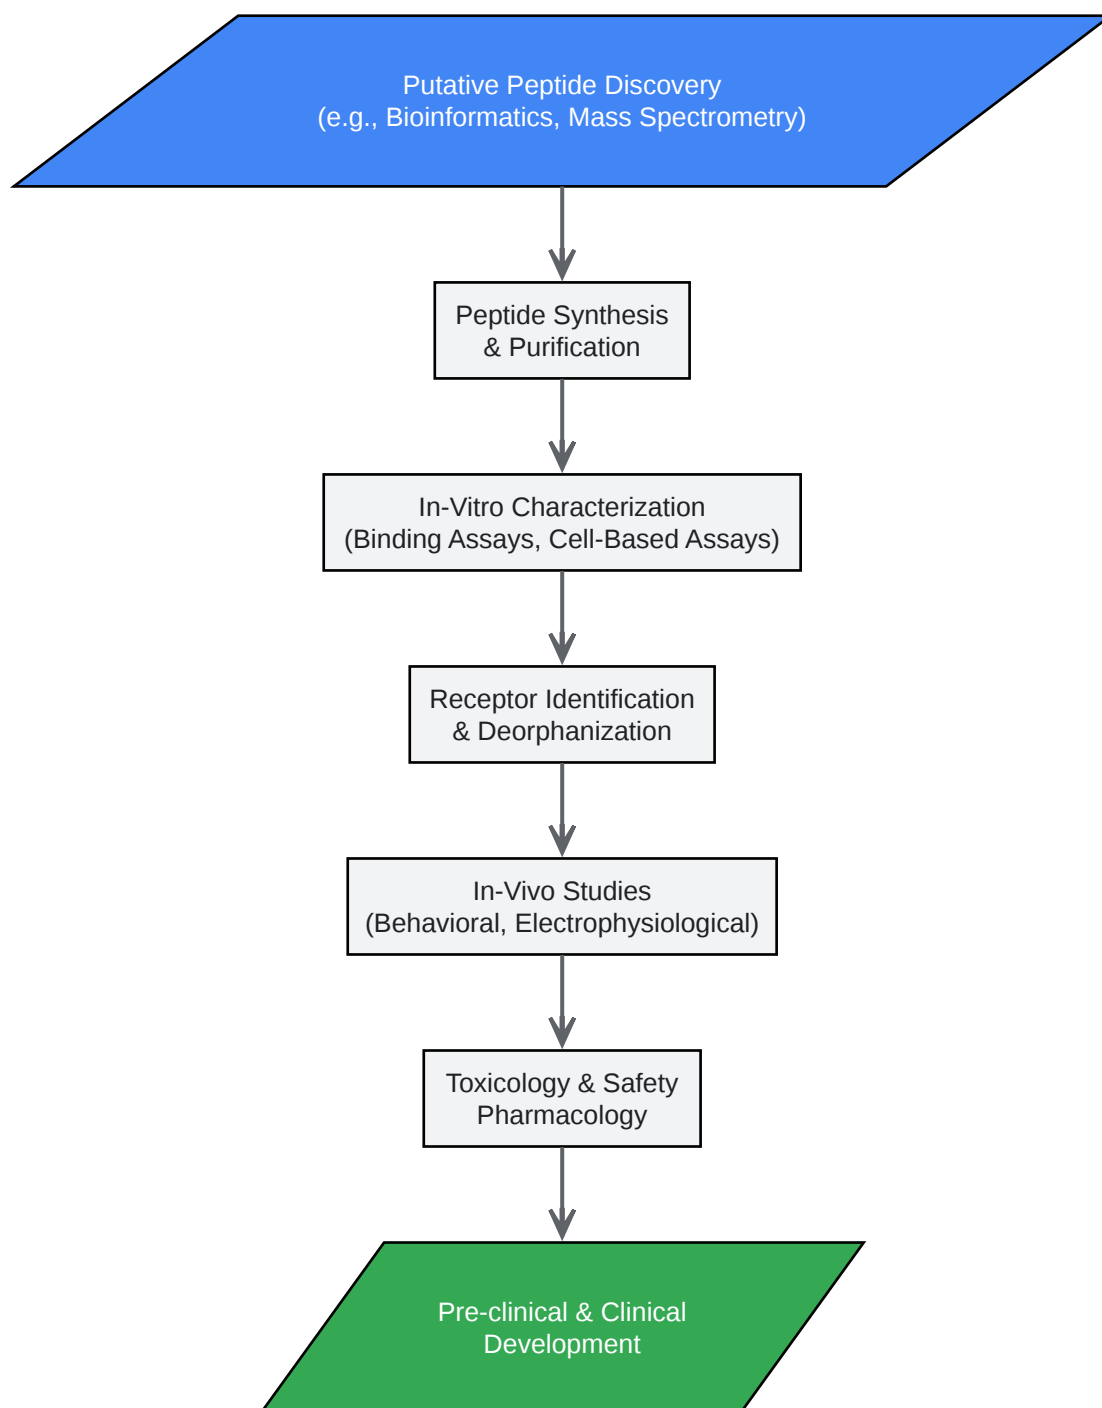 Putative Peptide Discovery
(e.g., Bioinformatics, Mass Spectrometry)
Peptide Synthesis
& Purification
In-Vitro Characterization
(Binding Assays, Cell-Based Assays)
Receptor Identification
& Deorphanization
In-Vivo Studies
(Behavioral, Electrophysiological)
Toxicology & Safety
Pharmacology
Pre-clinical & Clinical
Development